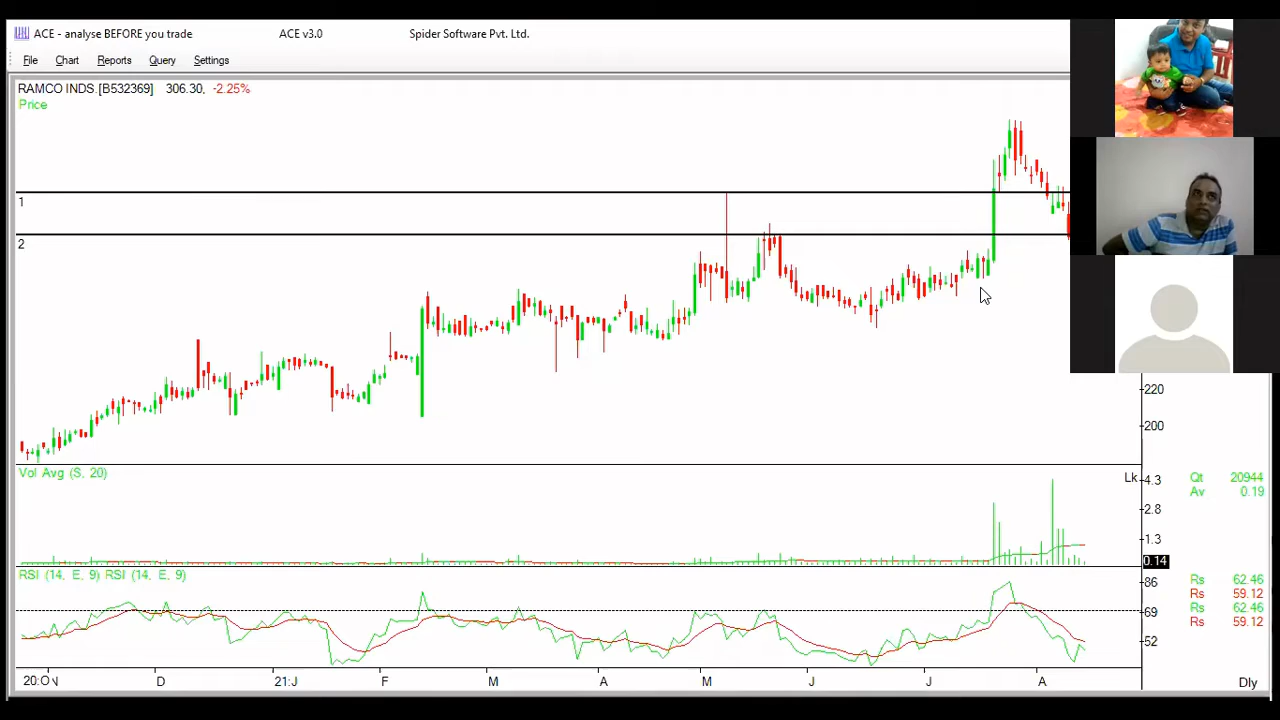 ACE - analyse BEFORE you trade ACE v3.0 Spider Software Pvt. Ltd.
File Chart Reports Query Settings
RAMCO INDS.[B532369] 306.30, -2.25%
Price
1
2
220
200
Vol Avg (S, 20)
Lk 4.3
2.8
1.3
0.14
Qt 20944
Av 0.19
RSI (14, E, 9) RSI (14, E, 9)
86
69
52
Rs 62.46
Rs 59.12
Rs 62.46
Rs 59.12
20:O N D 21:J F M A M J J A Dly